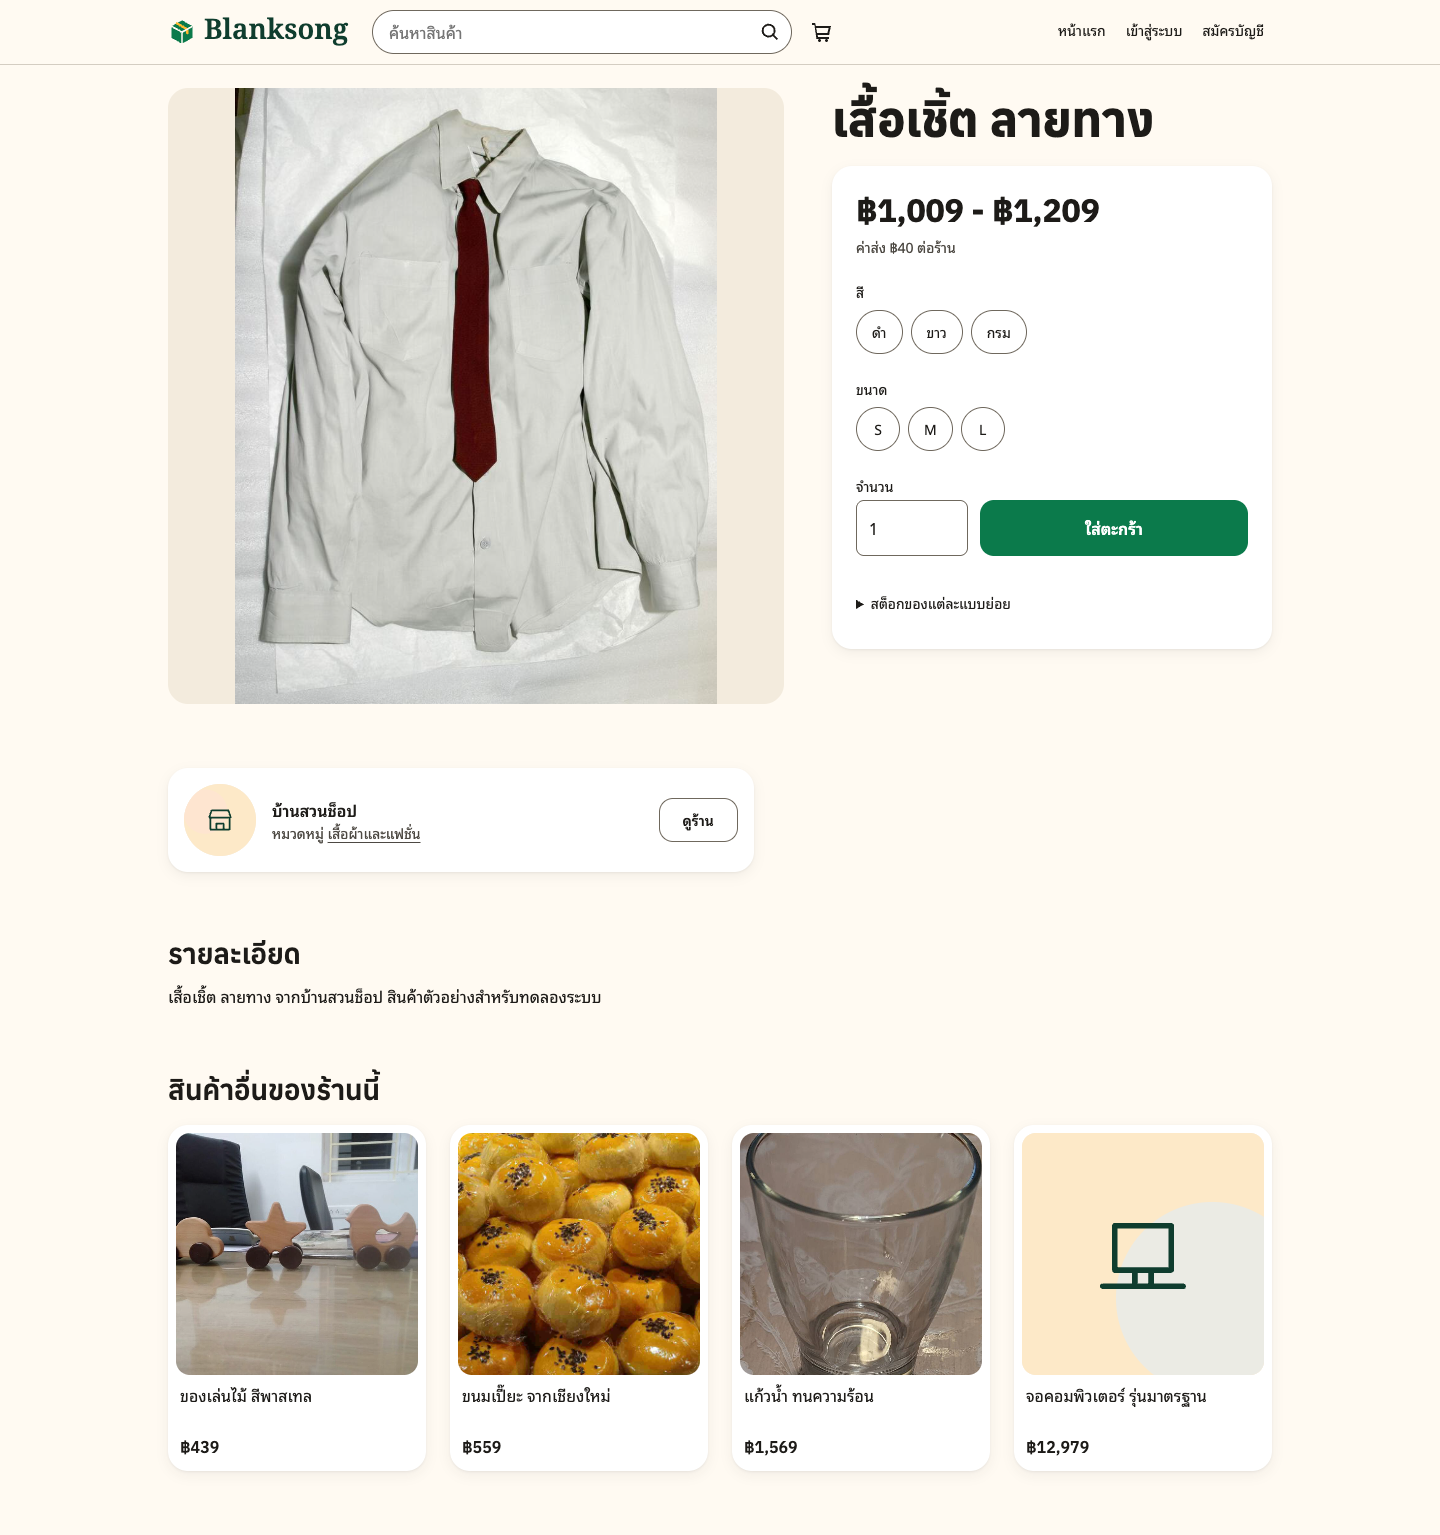 Blanksong
ค้นหาสินค้า
หน้าแรก
เข้าสู่ระบบ
สมัครบัญชี
เสื้อเชิ้ต ลายทาง
฿1,009 - ฿1,209
ค่าส่ง ฿40 ต่อร้าน
สี
ดำ
ขาว
กรม
ขนาด
S
M
L
จำนวน
1
ใส่ตะกร้า
สต็อกของแต่ละแบบย่อย
บ้านสวนช็อป
หมวดหมู่ เสื้อผ้าและแฟชั่น
ดูร้าน
รายละเอียด
เสื้อเชิ้ต ลายทาง จากบ้านสวนช็อป สินค้าตัวอย่างสำหรับทดลองระบบ
สินค้าอื่นของร้านนี้
ของเล่นไม้ สีพาสเทล
฿439
ขนมเปี๊ยะ จากเชียงใหม่
฿559
แก้วน้ำ ทนความร้อน
฿1,569
จอคอมพิวเตอร์ รุ่นมาตรฐาน
฿12,979